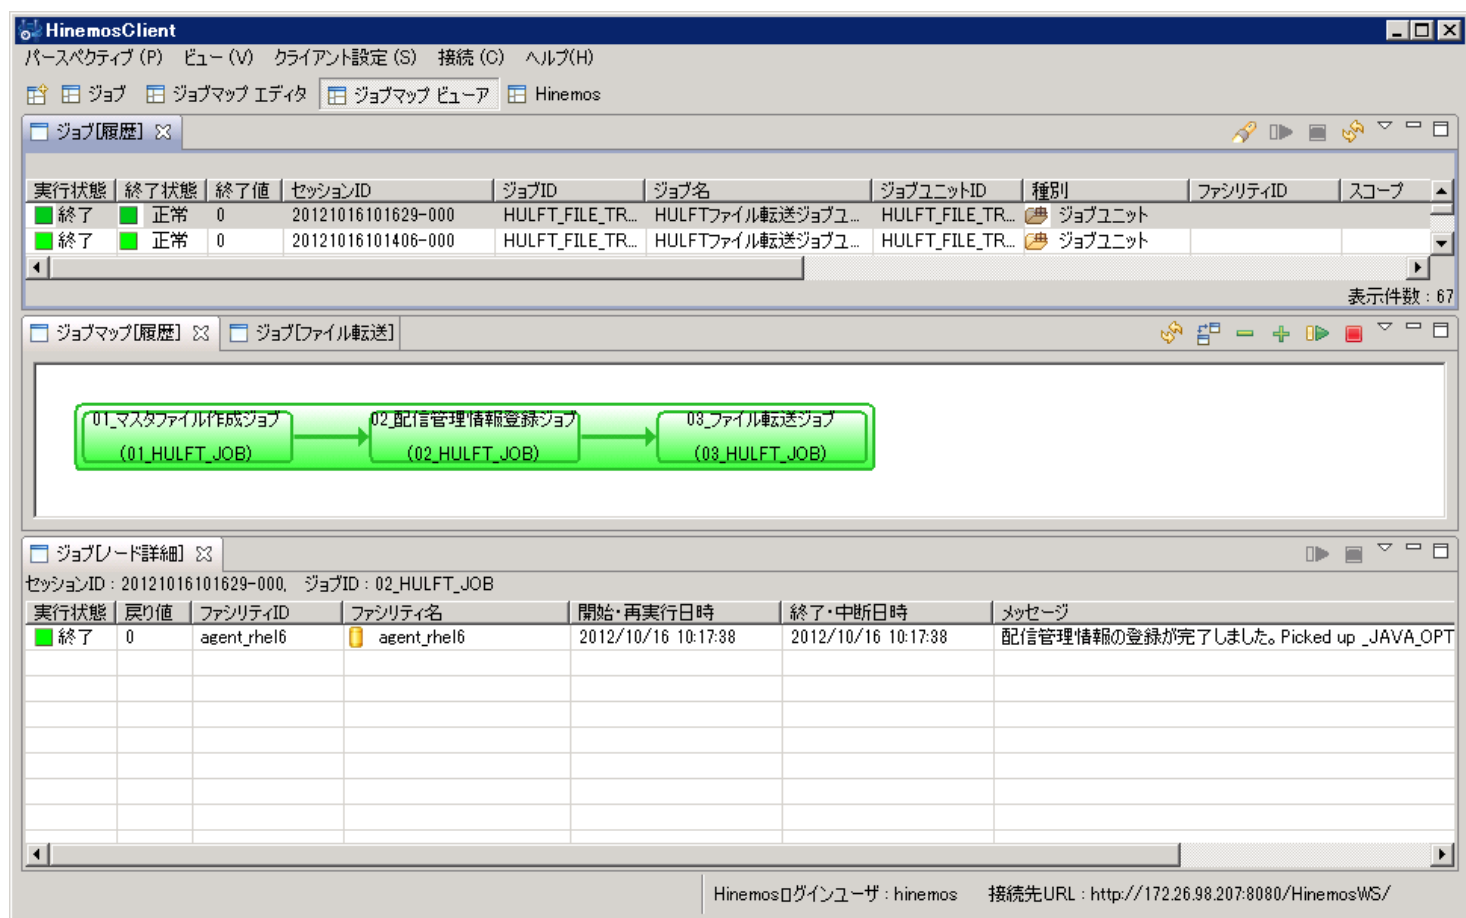 HinemosClient
パースペクティブ (P) ビュー (V) クライアント設定 (S) 接続 (C) ヘルプ(H)
ジョブ ジョブマップ エディタ ジョブマップ ビューア Hinemos
ジョブ[履歴]
実行状態 終了状態 終了値 セッションID ジョブID ジョブ名 ジョブユニットID 種別 ファシリティID スコープ
終了 正常 0 20121016101629-000 HULFT_FILE_TR... HULFTファイル転送ジョブユ... HULFT_FILE_TR... ジョブユニット
終了 正常 0 20121016101406-000 HULFT_FILE_TR... HULFTファイル転送ジョブユ... HULFT_FILE_TR... ジョブユニット
表示件数 : 67
ジョブマップ[履歴] ジョブ[ファイル転送]
01_マスタファイル作成ジョブ 02_配信管理情報登録ジョブ 03_ファイル転送ジョブ
(01_HULFT_JOB) (02_HULFT_JOB) (03_HULFT_JOB)
ジョブ[ノード詳細]
セッションID : 20121016101629-000, ジョブID : 02_HULFT_JOB
実行状態 戻り値 ファシリティID ファシリティ名 開始・再実行日時 終了・中断日時 メッセージ
終了 0 agent_rhel6 agent_rhel6 2012/10/16 10:17:38 2012/10/16 10:17:38 配信管理情報の登録が完了しました。Picked up _JAVA_OPT
Hinemosログインユーザ : hinemos 接続先URL : http://172.26.98.207:8080/HinemosWS/